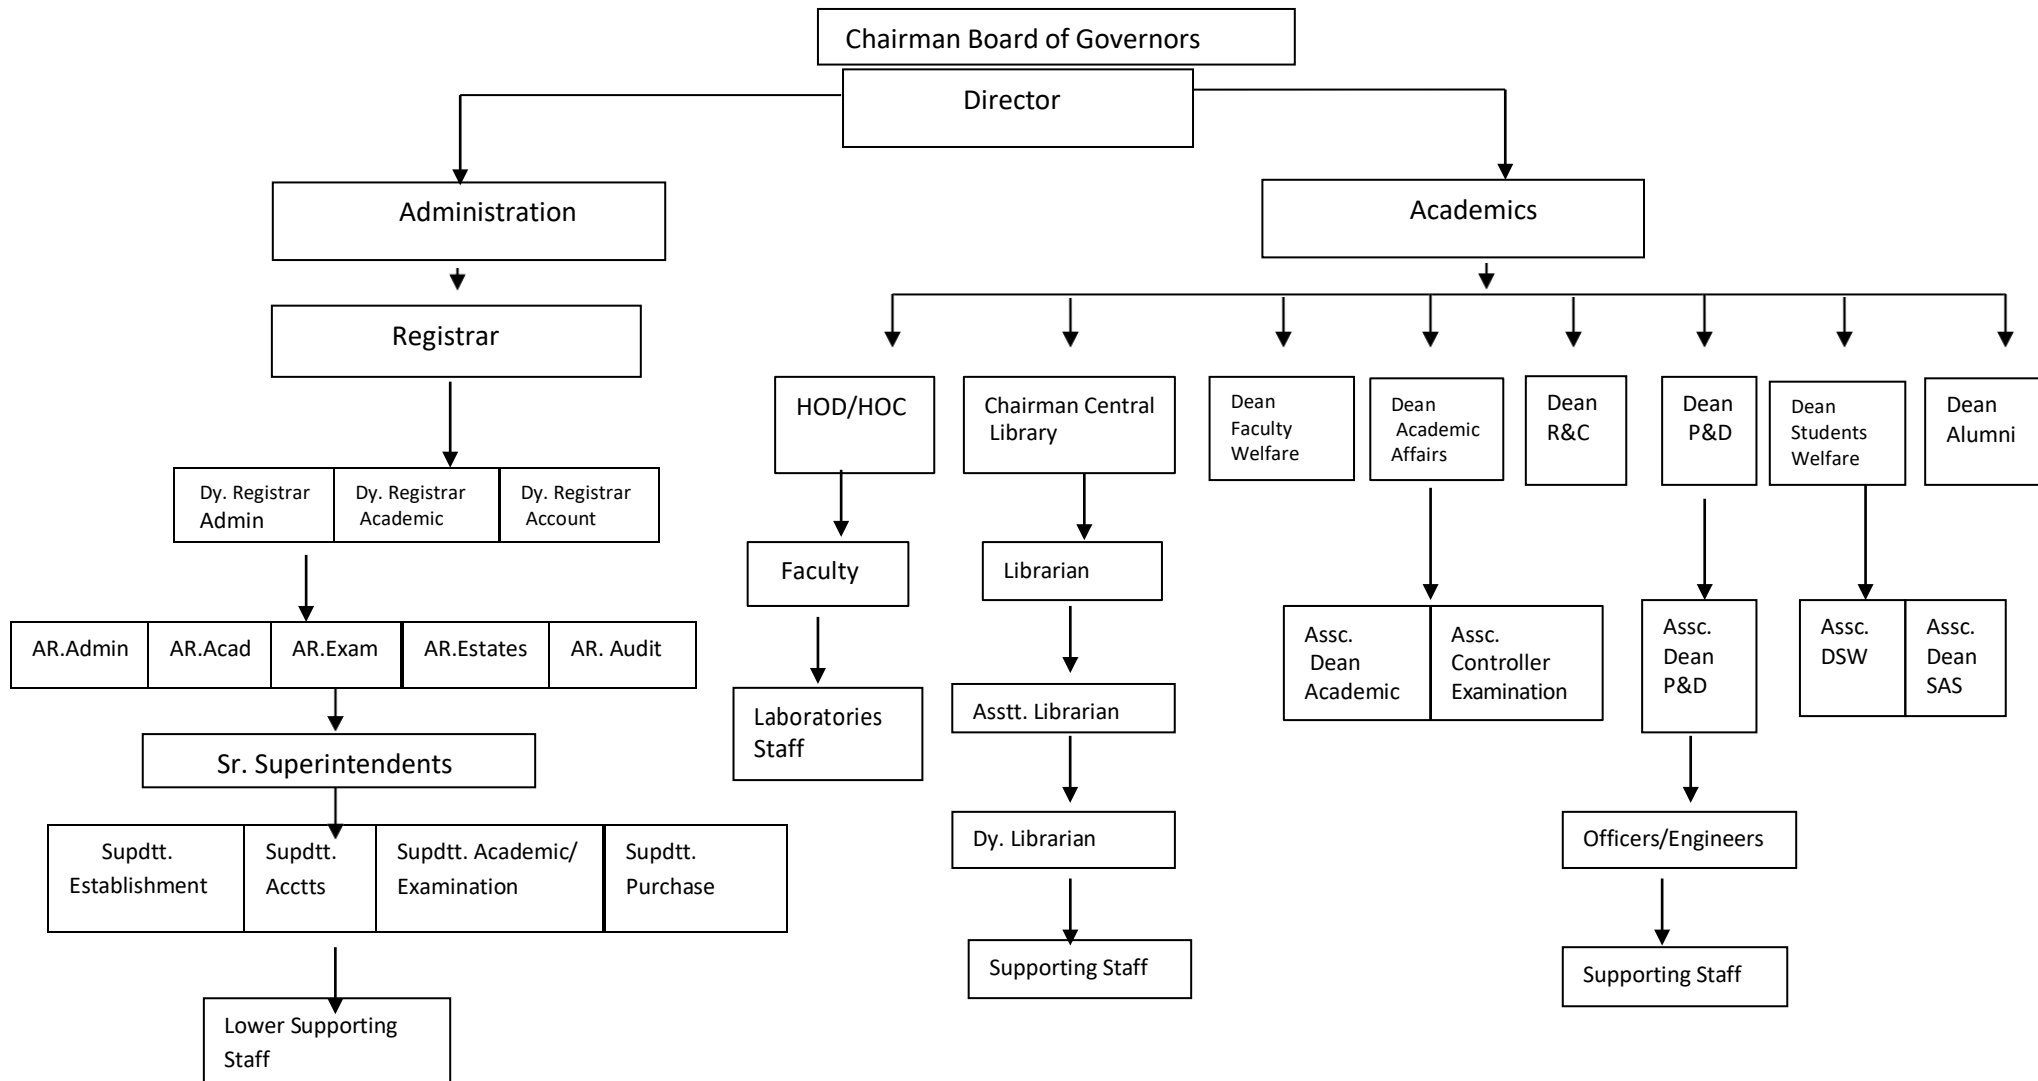 Chairman Board of Governors
Director
Administration
Academics
Registrar
HOD/HOC
Chairman Central
Library
Dean
Faculty
Welfare
Dean
Academic
Affairs
Dean
R&C
Dean
P&D
Dean
Students
Welfare
Dean
Alumni
Dy. Registrar
Admin
Dy. Registrar
Academic
Dy. Registrar
Account
Faculty
Librarian
AR.Admin
AR.Acad
AR.Exam
AR.Estates
AR. Audit
Assc.
Dean
Academic
Assc.
Controller
Examination
Assc.
Dean
P&D
Assc.
DSW
Assc.
Dean
SAS
Laboratories
Staff
Asstt. Librarian
Sr. Superintendents
Dy. Librarian
Officers/Engineers
Supdtt.
Establishment
Supdtt.
Acctts
Supdtt. Academic/
Examination
Supdtt.
Purchase
Supporting Staff
Supporting Staff
Lower Supporting
Staff